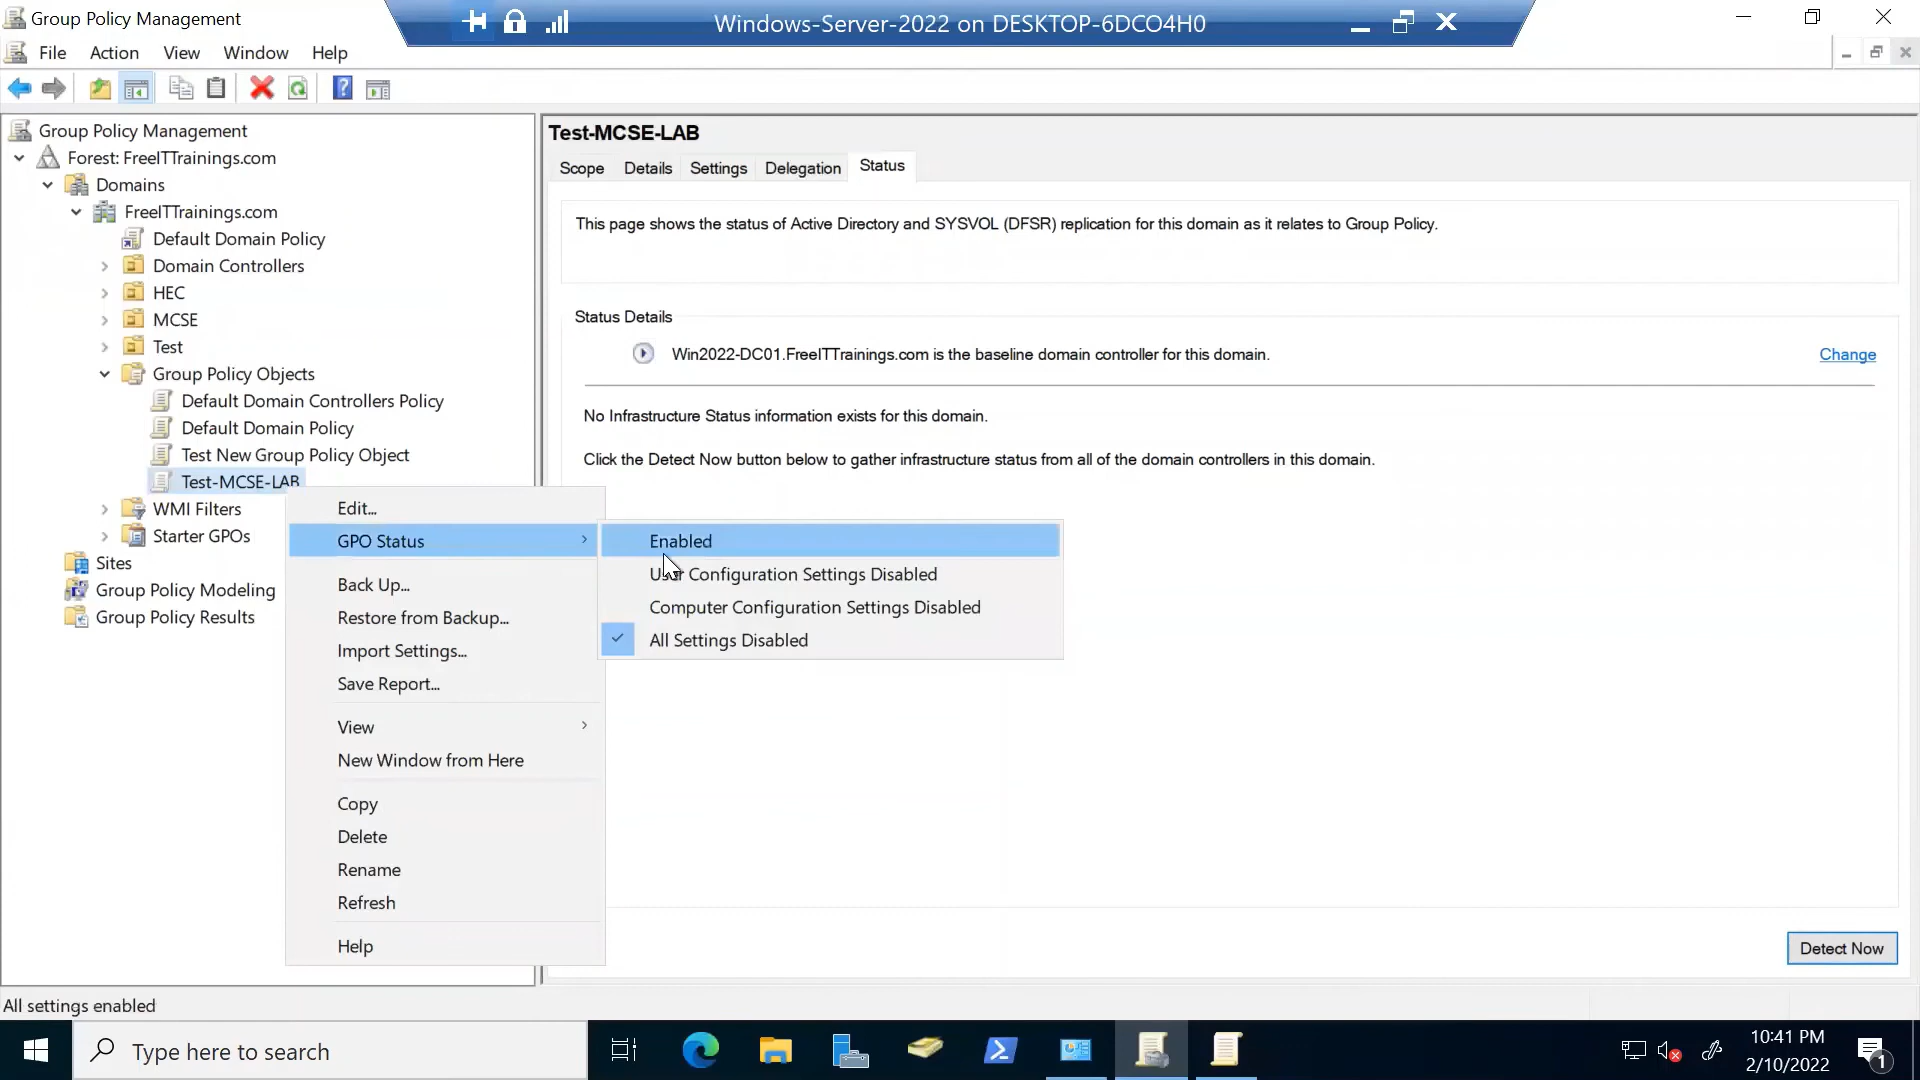 Group Policy Management
Windows-Server-2022 on DESKTOP-6DCO4H0
File Action View Window Help
Group Policy Management
Forest: FreeITTrainings.com
Domains
FreeITTrainings.com
Default Domain Policy
Domain Controllers
HEC
MCSE
Test
Group Policy Objects
Default Domain Controllers Policy
Default Domain Policy
Test New Group Policy Object
Test-MCSE-LAB
WMI Filters
Starter GPOs
Sites
Group Policy Modeling
Group Policy Results
Test-MCSE-LAB
Scope Details Settings Delegation Status
This page shows the status of Active Directory and SYSVOL (DFSR) replication for this domain as it relates to Group Policy.
Status Details
Win2022-DC01.FreeITTrainings.com is the baseline domain controller for this domain.
Change
No Infrastructure Status information exists for this domain.
Click the Detect Now button below to gather infrastructure status from all of the domain controllers in this domain.
Edit...
GPO Status
Back Up...
Restore from Backup...
Import Settings...
Save Report...
View
New Window from Here
Copy
Delete
Rename
Refresh
Help
Enabled
User Configuration Settings Disabled
Computer Configuration Settings Disabled
All Settings Disabled
Detect Now
All settings enabled
Type here to search
10:41 PM
2/10/2022
1